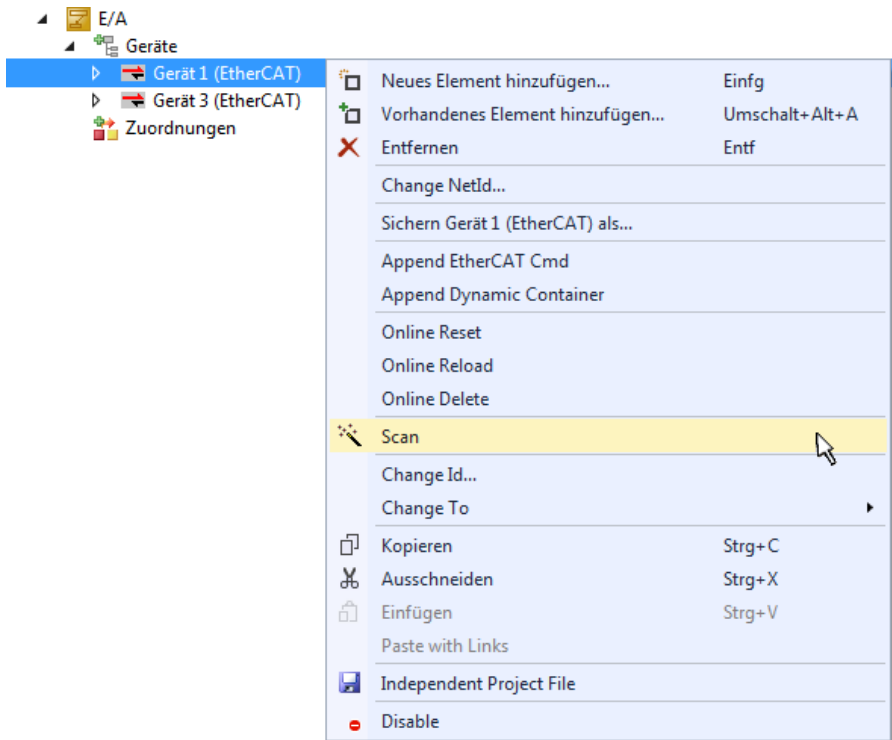 E/A
Geräte
Gerät 1 (EtherCAT)
Gerät 3 (EtherCAT)
Zuordnungen
Neues Element hinzufügen... Einfg
Vorhandenes Element hinzufügen... Umschalt+Alt+A
Entfernen Entf
Change NetId...
Sichern Gerät 1 (EtherCAT) als...
Append EtherCAT Cmd
Append Dynamic Container
Online Reset
Online Reload
Online Delete
Scan
Change Id...
Change To
Kopieren Strg+C
Ausschneiden Strg+X
Einfügen Strg+V
Paste with Links
Independent Project File
Disable